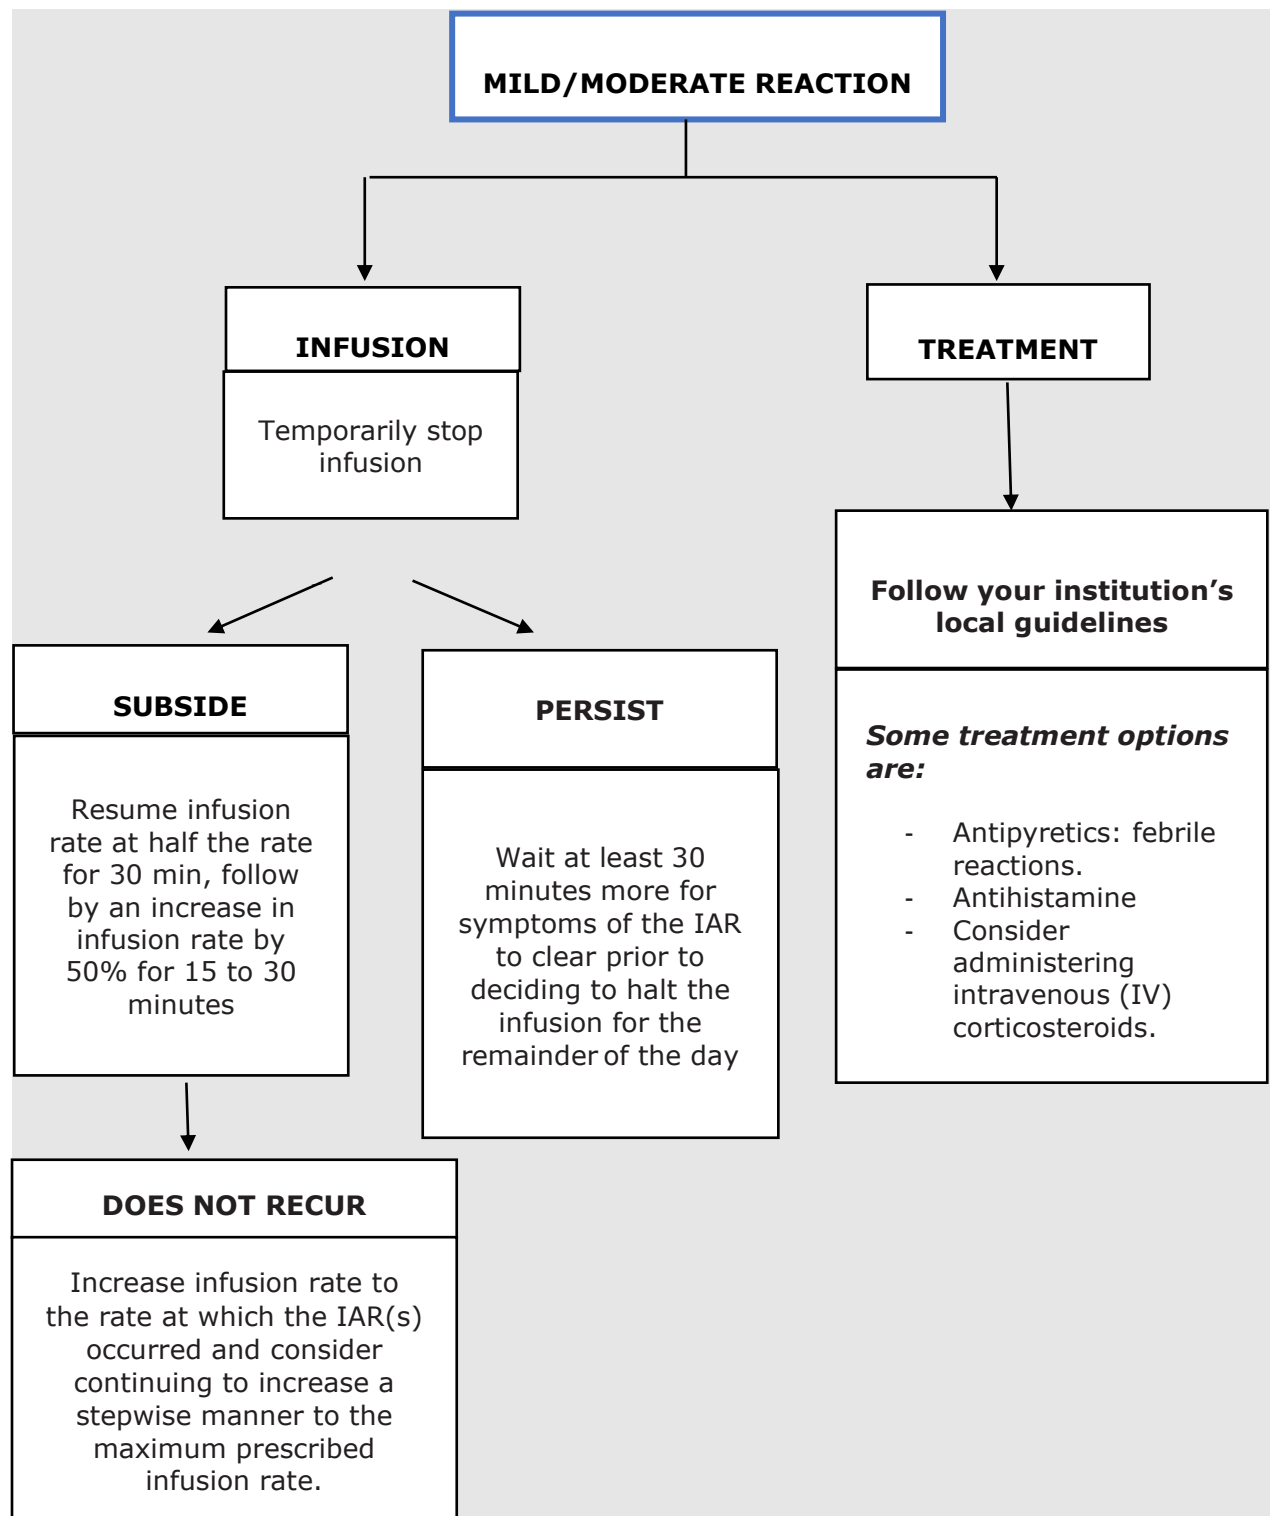 MILD/MODERATE REACTION
INFUSION
Temporarily stop
infusion
SUBSIDE
Resume infusion
rate at half the rate
for 30 min, follow
by an increase in
infusion rate by
50% for 15 to 30
minutes
PERSIST
Wait at least 30
minutes more for
symptoms of the IAR
to clear prior to
deciding to halt the
infusion for the
remainder of the day
DOES NOT RECUR
Increase infusion rate to
the rate at which the IAR(s)
occurred and consider
continuing to increase a
stepwise manner to the
maximum prescribed
infusion rate.
TREATMENT
Follow your institution’s
local guidelines
Some treatment options
are:
- Antipyretics: febrile
reactions.
- Antihistamine
- Consider
administering
intravenous (IV)
corticosteroids.